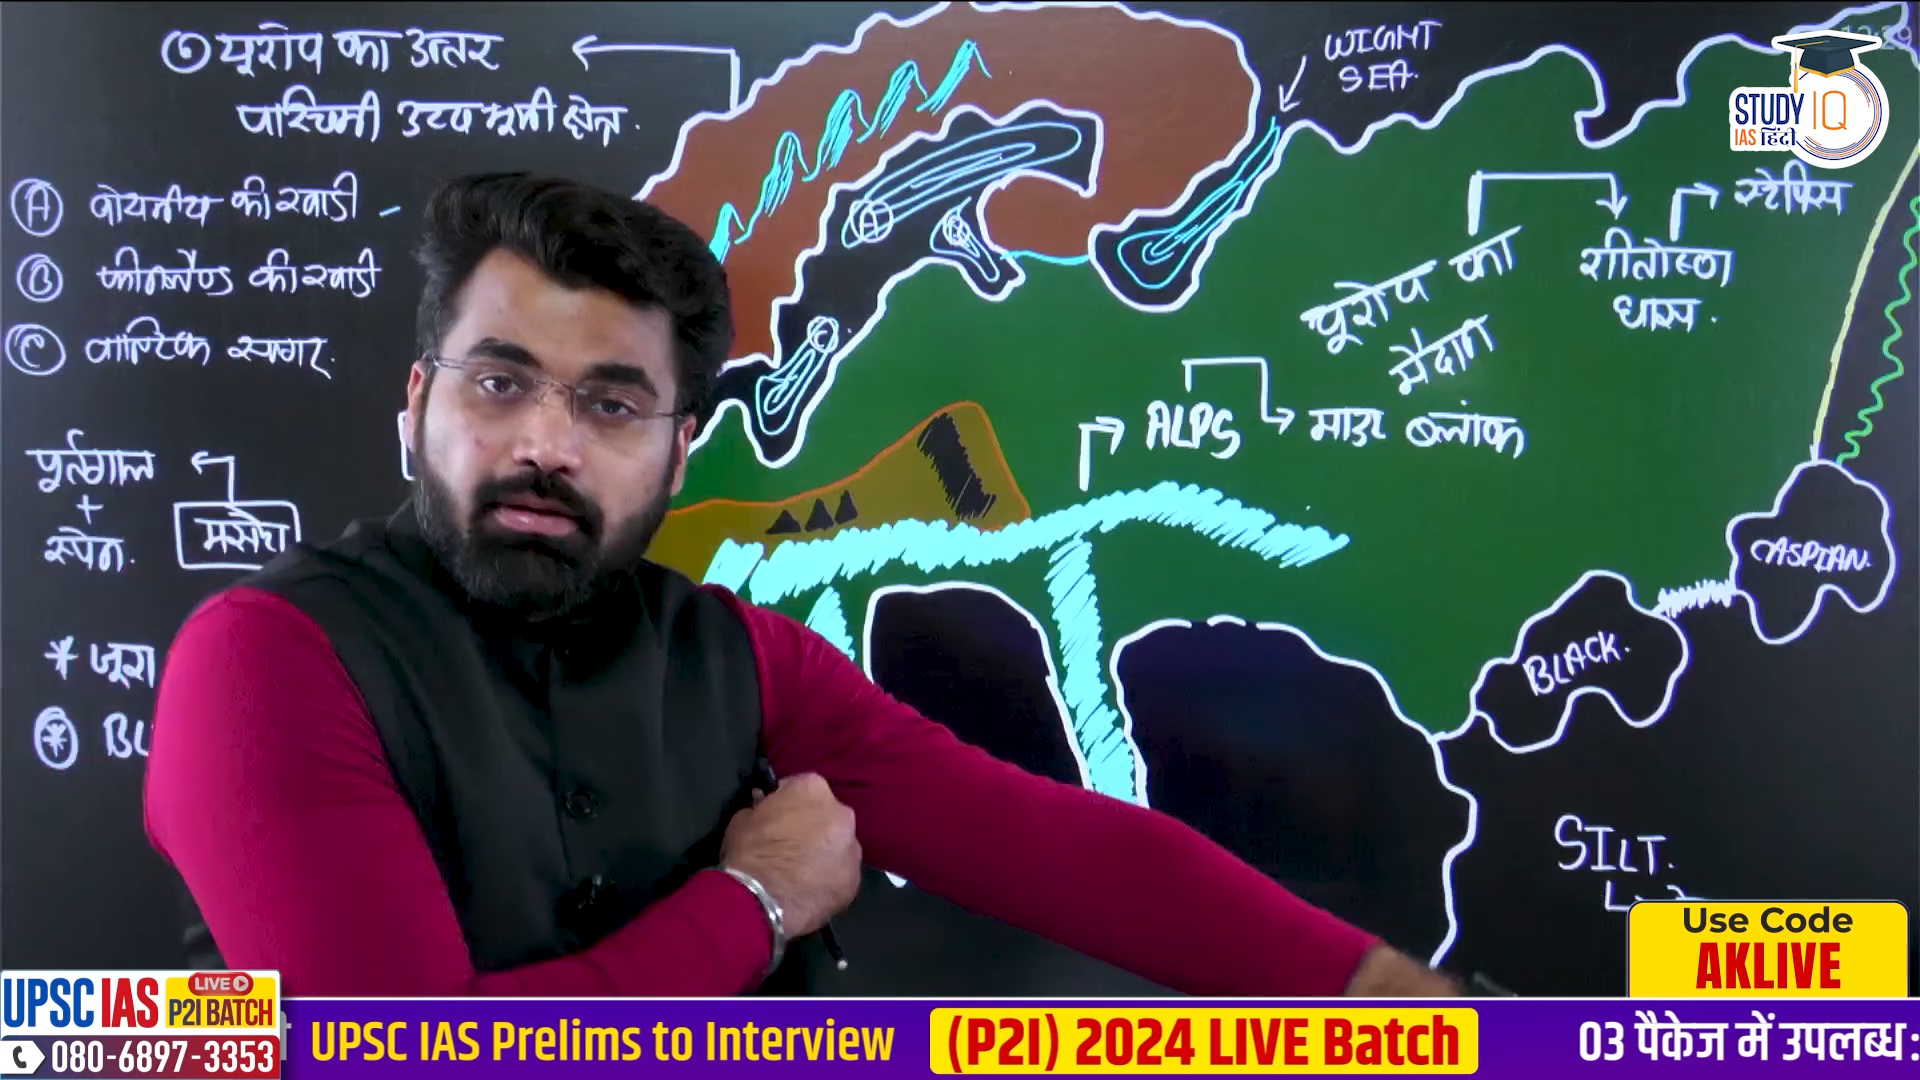 ① यूरोप का उत्तर
पश्चिमी उच्च भूमी क्षेत्र.
Ⓐ बोथनीय की खाडी -
Ⓑ फीनलैण्ड की खाडी
Ⓒ बाल्टिक सागर.
पूर्तगाल
+
स्पेन.
मसेटा
* जूरा
⊛ BL
WIGHT
SEA.
A
B
C
स्टेपिस
शीतोष्ण
धास.
यूरोप का
मैदान
ALPS
माउट ब्लांक
CASPIAN.
BLACK.
SILT.
STUDY IQ
IAS हिंदी
Use Code
AKLIVE
UPSC IAS LIVE P2I BATCH
080-6897-3353
UPSC IAS Prelims to Interview (P2I) 2024 LIVE Batch 03 पैकेज में उपलब्ध: